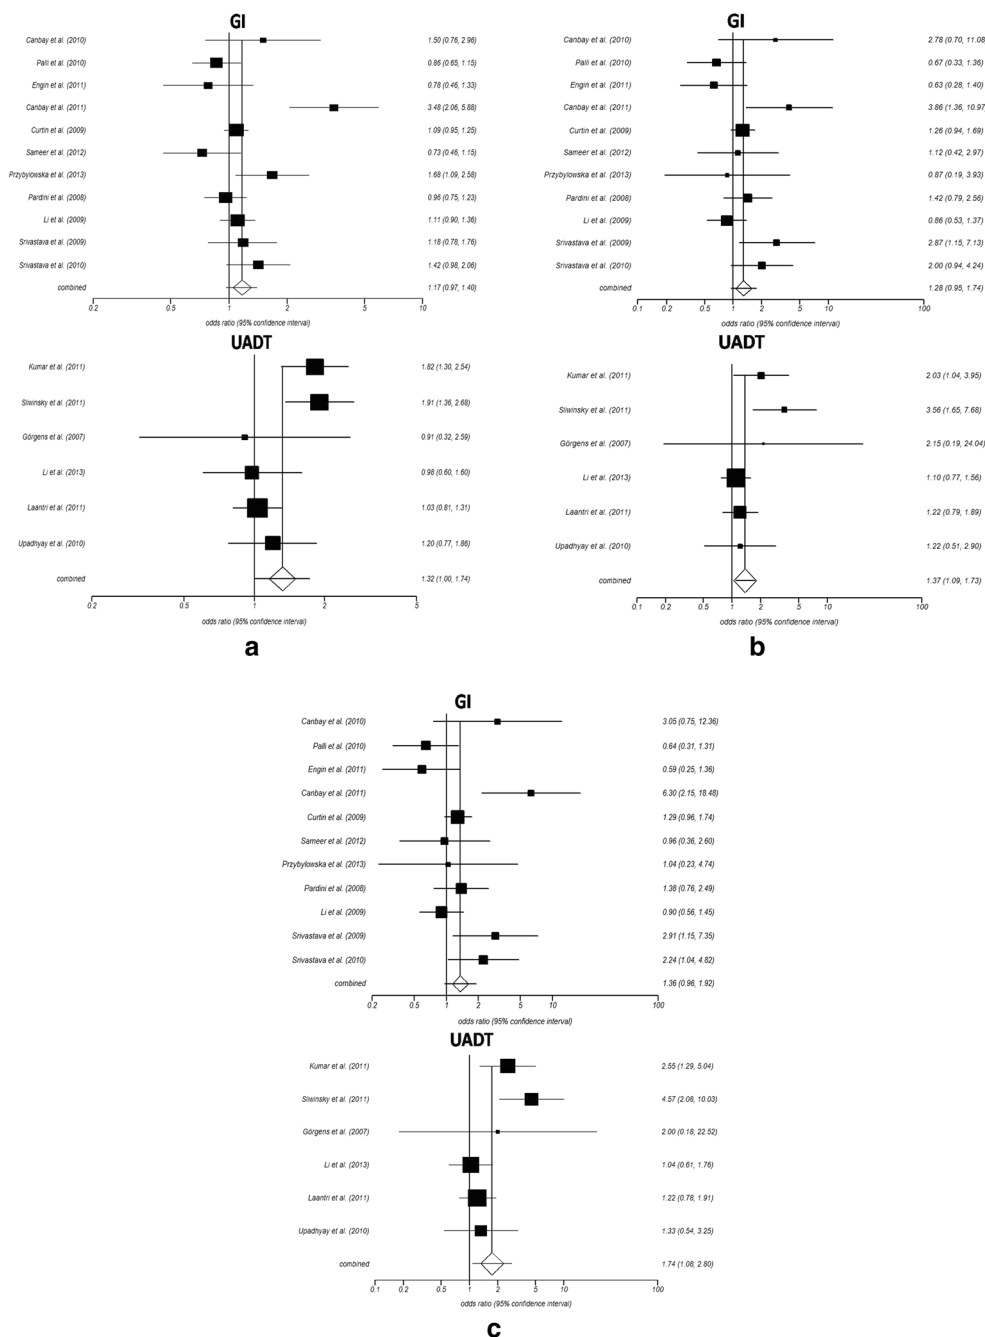 GI
Canbay et al. (2010) 1.50 (0.76, 2.96)
Palli et al. (2010) 0.86 (0.65, 1.15)
Engin et al. (2011) 0.78 (0.46, 1.33)
Canbay et al. (2011) 3.48 (2.06, 5.88)
Curtin et al. (2009) 1.09 (0.95, 1.25)
Sameer et al. (2012) 0.73 (0.46, 1.15)
Przybylowska et al. (2013) 1.68 (1.09, 2.58)
Pardini et al. (2008) 0.96 (0.75, 1.23)
Li et al. (2009) 1.11 (0.90, 1.36)
Srivastava et al. (2009) 1.18 (0.78, 1.76)
Srivastava et al. (2010) 1.42 (0.98, 2.06)
combined 1.17 (0.97, 1.40)
0.2 0.5 1 2 5 10
odds ratio (95% confidence interval)
UADT
Kumar et al. (2011) 1.82 (1.30, 2.54)
Sliwinsky et al. (2011) 1.91 (1.36, 2.68)
Görgens et al. (2007) 0.91 (0.32, 2.59)
Li et al. (2013) 0.98 (0.60, 1.60)
Laantri et al. (2011) 1.03 (0.81, 1.31)
Upadhyay et al. (2010) 1.20 (0.77, 1.86)
combined 1.32 (1.00, 1.74)
0.2 0.5 1 2 5
odds ratio (95% confidence interval)
a
GI
Canbay et al. (2010) 2.78 (0.70, 11.08)
Palli et al. (2010) 0.67 (0.33, 1.36)
Engin et al. (2011) 0.63 (0.28, 1.40)
Canbay et al. (2011) 3.86 (1.36, 10.97)
Curtin et al. (2009) 1.26 (0.94, 1.69)
Sameer et al. (2012) 1.12 (0.42, 2.97)
Przybylowska et al. (2013) 0.87 (0.19, 3.93)
Pardini et al. (2008) 1.42 (0.79, 2.56)
Li et al. (2009) 0.86 (0.53, 1.37)
Srivastava et al. (2009) 2.87 (1.15, 7.13)
Srivastava et al. (2010) 2.00 (0.94, 4.24)
combined 1.28 (0.95, 1.74)
0.1 0.2 0.5 1 2 5 10 100
odds ratio (95% confidence interval)
UADT
Kumar et al. (2011) 2.03 (1.04, 3.95)
Sliwinsky et al. (2011) 3.56 (1.65, 7.68)
Görgens et al. (2007) 2.15 (0.19, 24.04)
Li et al. (2013) 1.10 (0.77, 1.56)
Laantri et al. (2011) 1.22 (0.79, 1.89)
Upadhyay et al. (2010) 1.22 (0.51, 2.90)
combined 1.37 (1.09, 1.73)
0.1 0.2 0.5 1 2 5 10 100
odds ratio (95% confidence interval)
b
GI
Canbay et al. (2010) 3.05 (0.75, 12.36)
Palli et al. (2010) 0.64 (0.31, 1.31)
Engin et al. (2011) 0.59 (0.25, 1.36)
Canbay et al. (2011) 6.30 (2.15, 18.48)
Curtin et al. (2009) 1.29 (0.96, 1.74)
Sameer et al. (2012) 0.96 (0.36, 2.60)
Przybylowska et al. (2013) 1.04 (0.23, 4.74)
Pardini et al. (2008) 1.38 (0.76, 2.49)
Li et al. (2009) 0.90 (0.56, 1.45)
Srivastava et al. (2009) 2.91 (1.15, 7.35)
Srivastava et al. (2010) 2.24 (1.04, 4.82)
combined 1.36 (0.96, 1.92)
0.2 0.5 1 2 5 10 100
odds ratio (95% confidence interval)
UADT
Kumar et al. (2011) 2.55 (1.29, 5.04)
Sliwinsky et al. (2011) 4.57 (2.08, 10.03)
Görgens et al. (2007) 2.00 (0.18, 22.52)
Li et al. (2013) 1.04 (0.61, 1.76)
Laantri et al. (2011) 1.22 (0.78, 1.91)
Upadhyay et al. (2010) 1.33 (0.54, 3.25)
combined 1.74 (1.08, 2.80)
0.1 0.2 0.5 1 2 5 10 100
odds ratio (95% confidence interval)
c